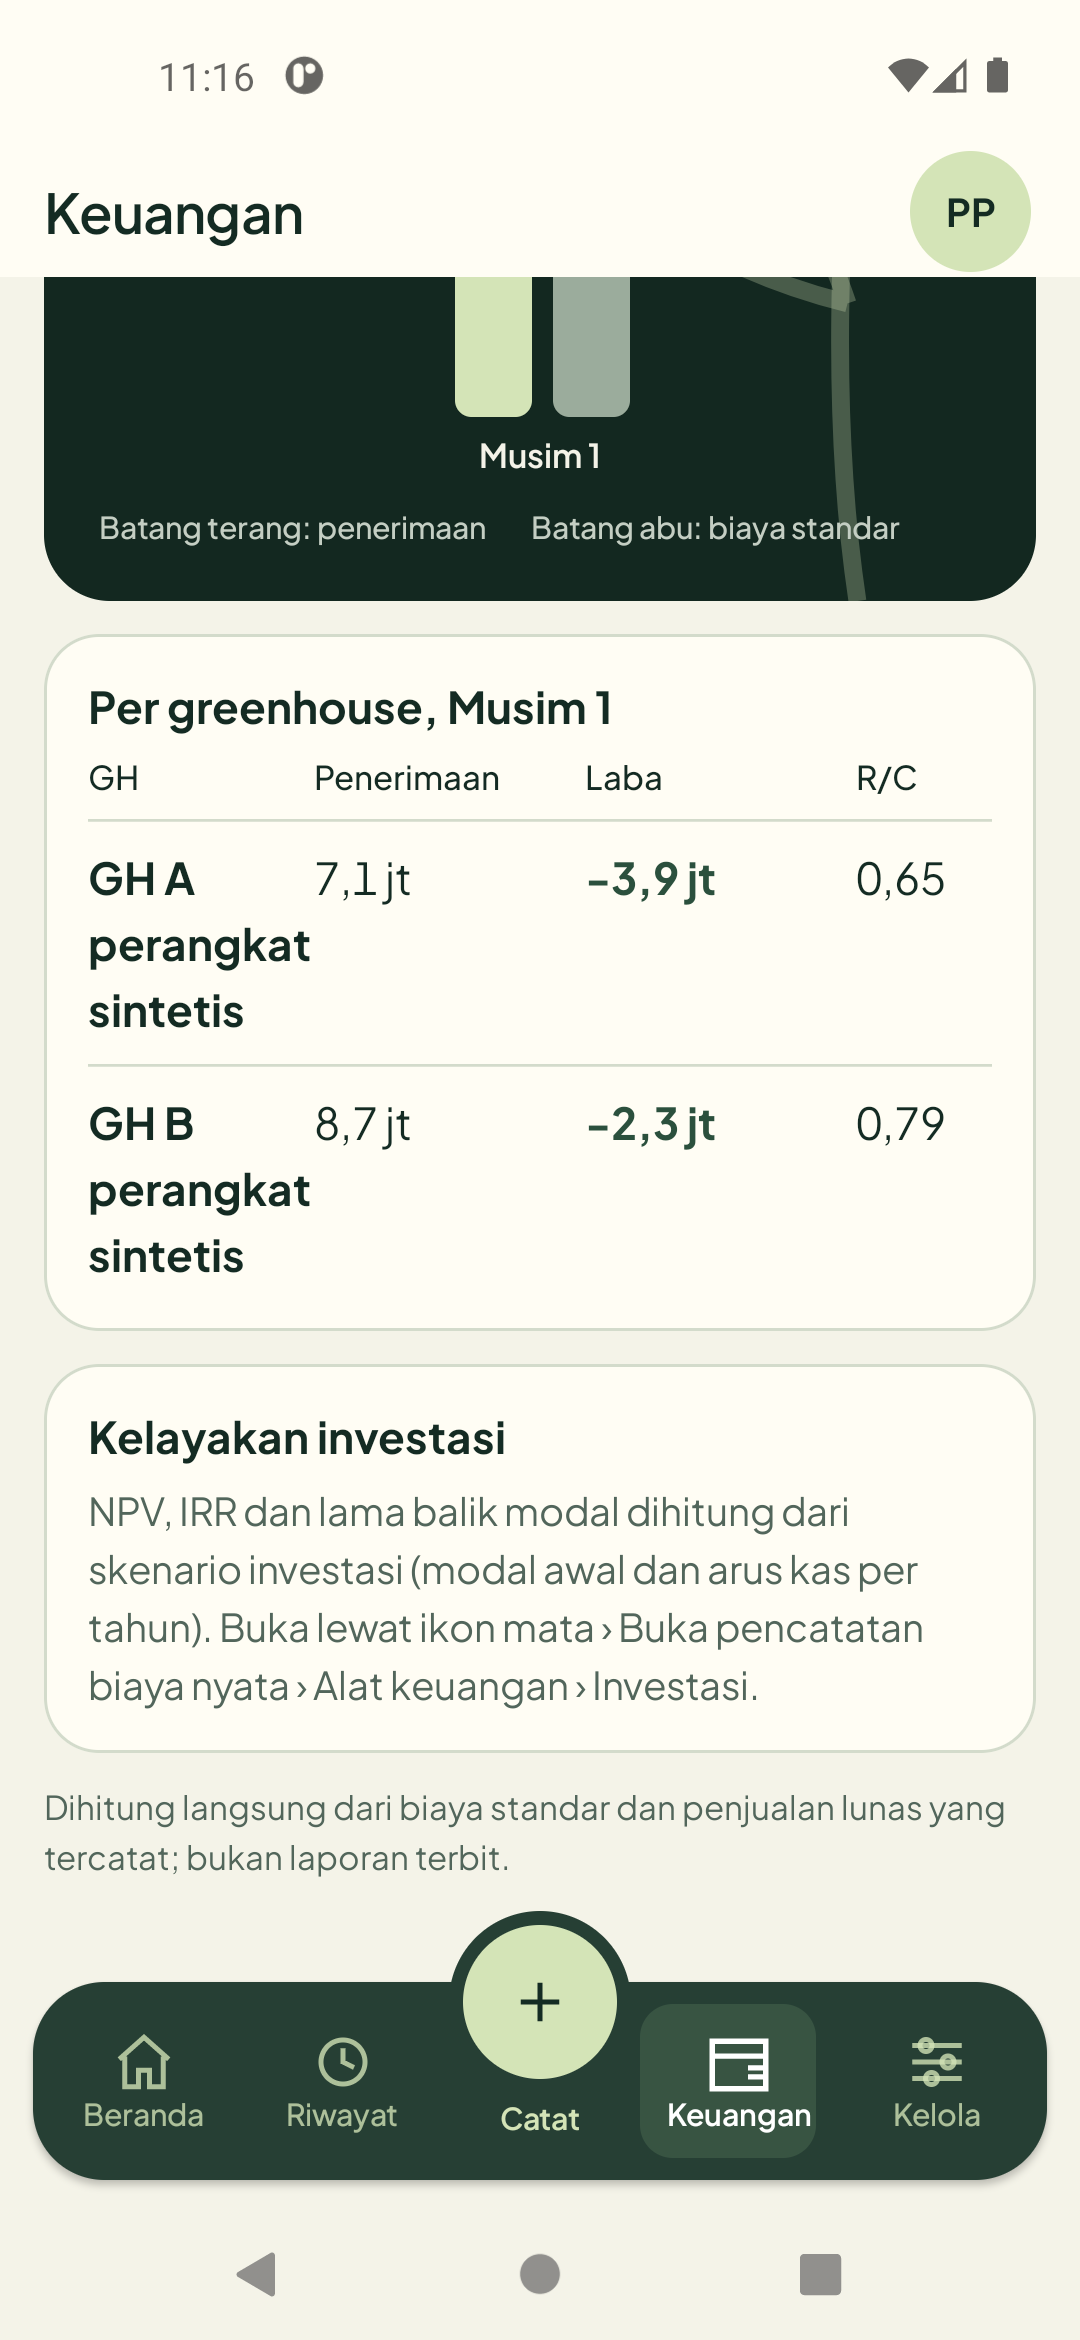 11:16
Keuangan
PP
Musim 1
Batang terang: penerimaan Batang abu: biaya standar
Per greenhouse, Musim 1
GH Penerimaan Laba R/C
GH A 7,1 jt -3,9 jt 0,65
perangkat
sintetis
GH B 8,7 jt -2,3 jt 0,79
perangkat
sintetis
Kelayakan investasi
NPV, IRR dan lama balik modal dihitung dari
skenario investasi (modal awal dan arus kas per
tahun). Buka lewat ikon mata › Buka pencatatan
biaya nyata › Alat keuangan › Investasi.
Dihitung langsung dari biaya standar dan penjualan lunas yang
tercatat; bukan laporan terbit.
Beranda Riwayat Catat Keuangan Kelola